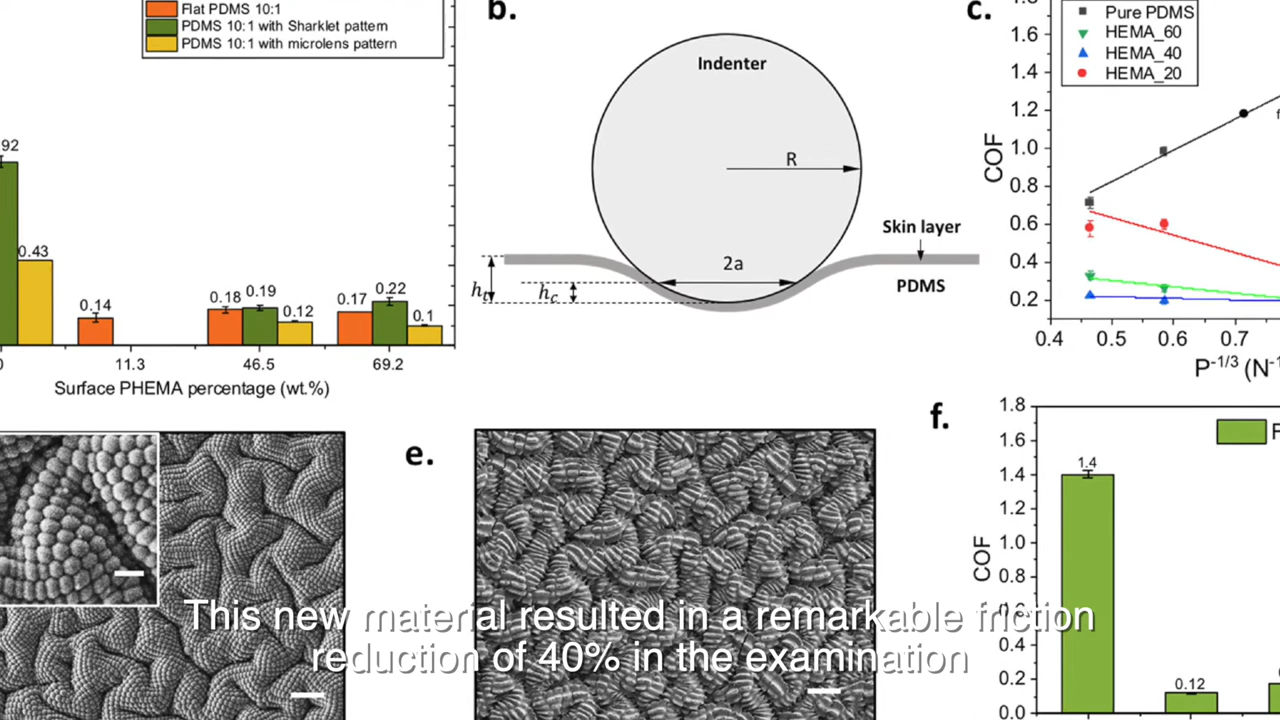 Flat PDMS 10:1
PDMS 10:1 with Sharklet pattern
PDMS 10:1 with microlens pattern
92
0.43
0.14
0.18
0.19
0.12
0.17
0.22
0.1
0
11.3
46.5
69.2
Surface PHEMA percentage (wt.%)
b.
Indenter
R
Skin layer
2a
PDMS
hₜ
h_c
c.
Pure PDMS
HEMA_60
HEMA_40
HEMA_20
COF
1.6
1.4
1.2
1.0
0.8
0.6
0.4
0.2
0.4
0.5
0.6
0.7
P⁻¹/³ (N⁻¹
e.
f.
1.8
1.6
1.4
1.2
1.0
0.8
0.6
0.4
0.2
0.0
COF
1.4
0.12
This new material resulted in a remarkable friction
reduction of 40% in the examination